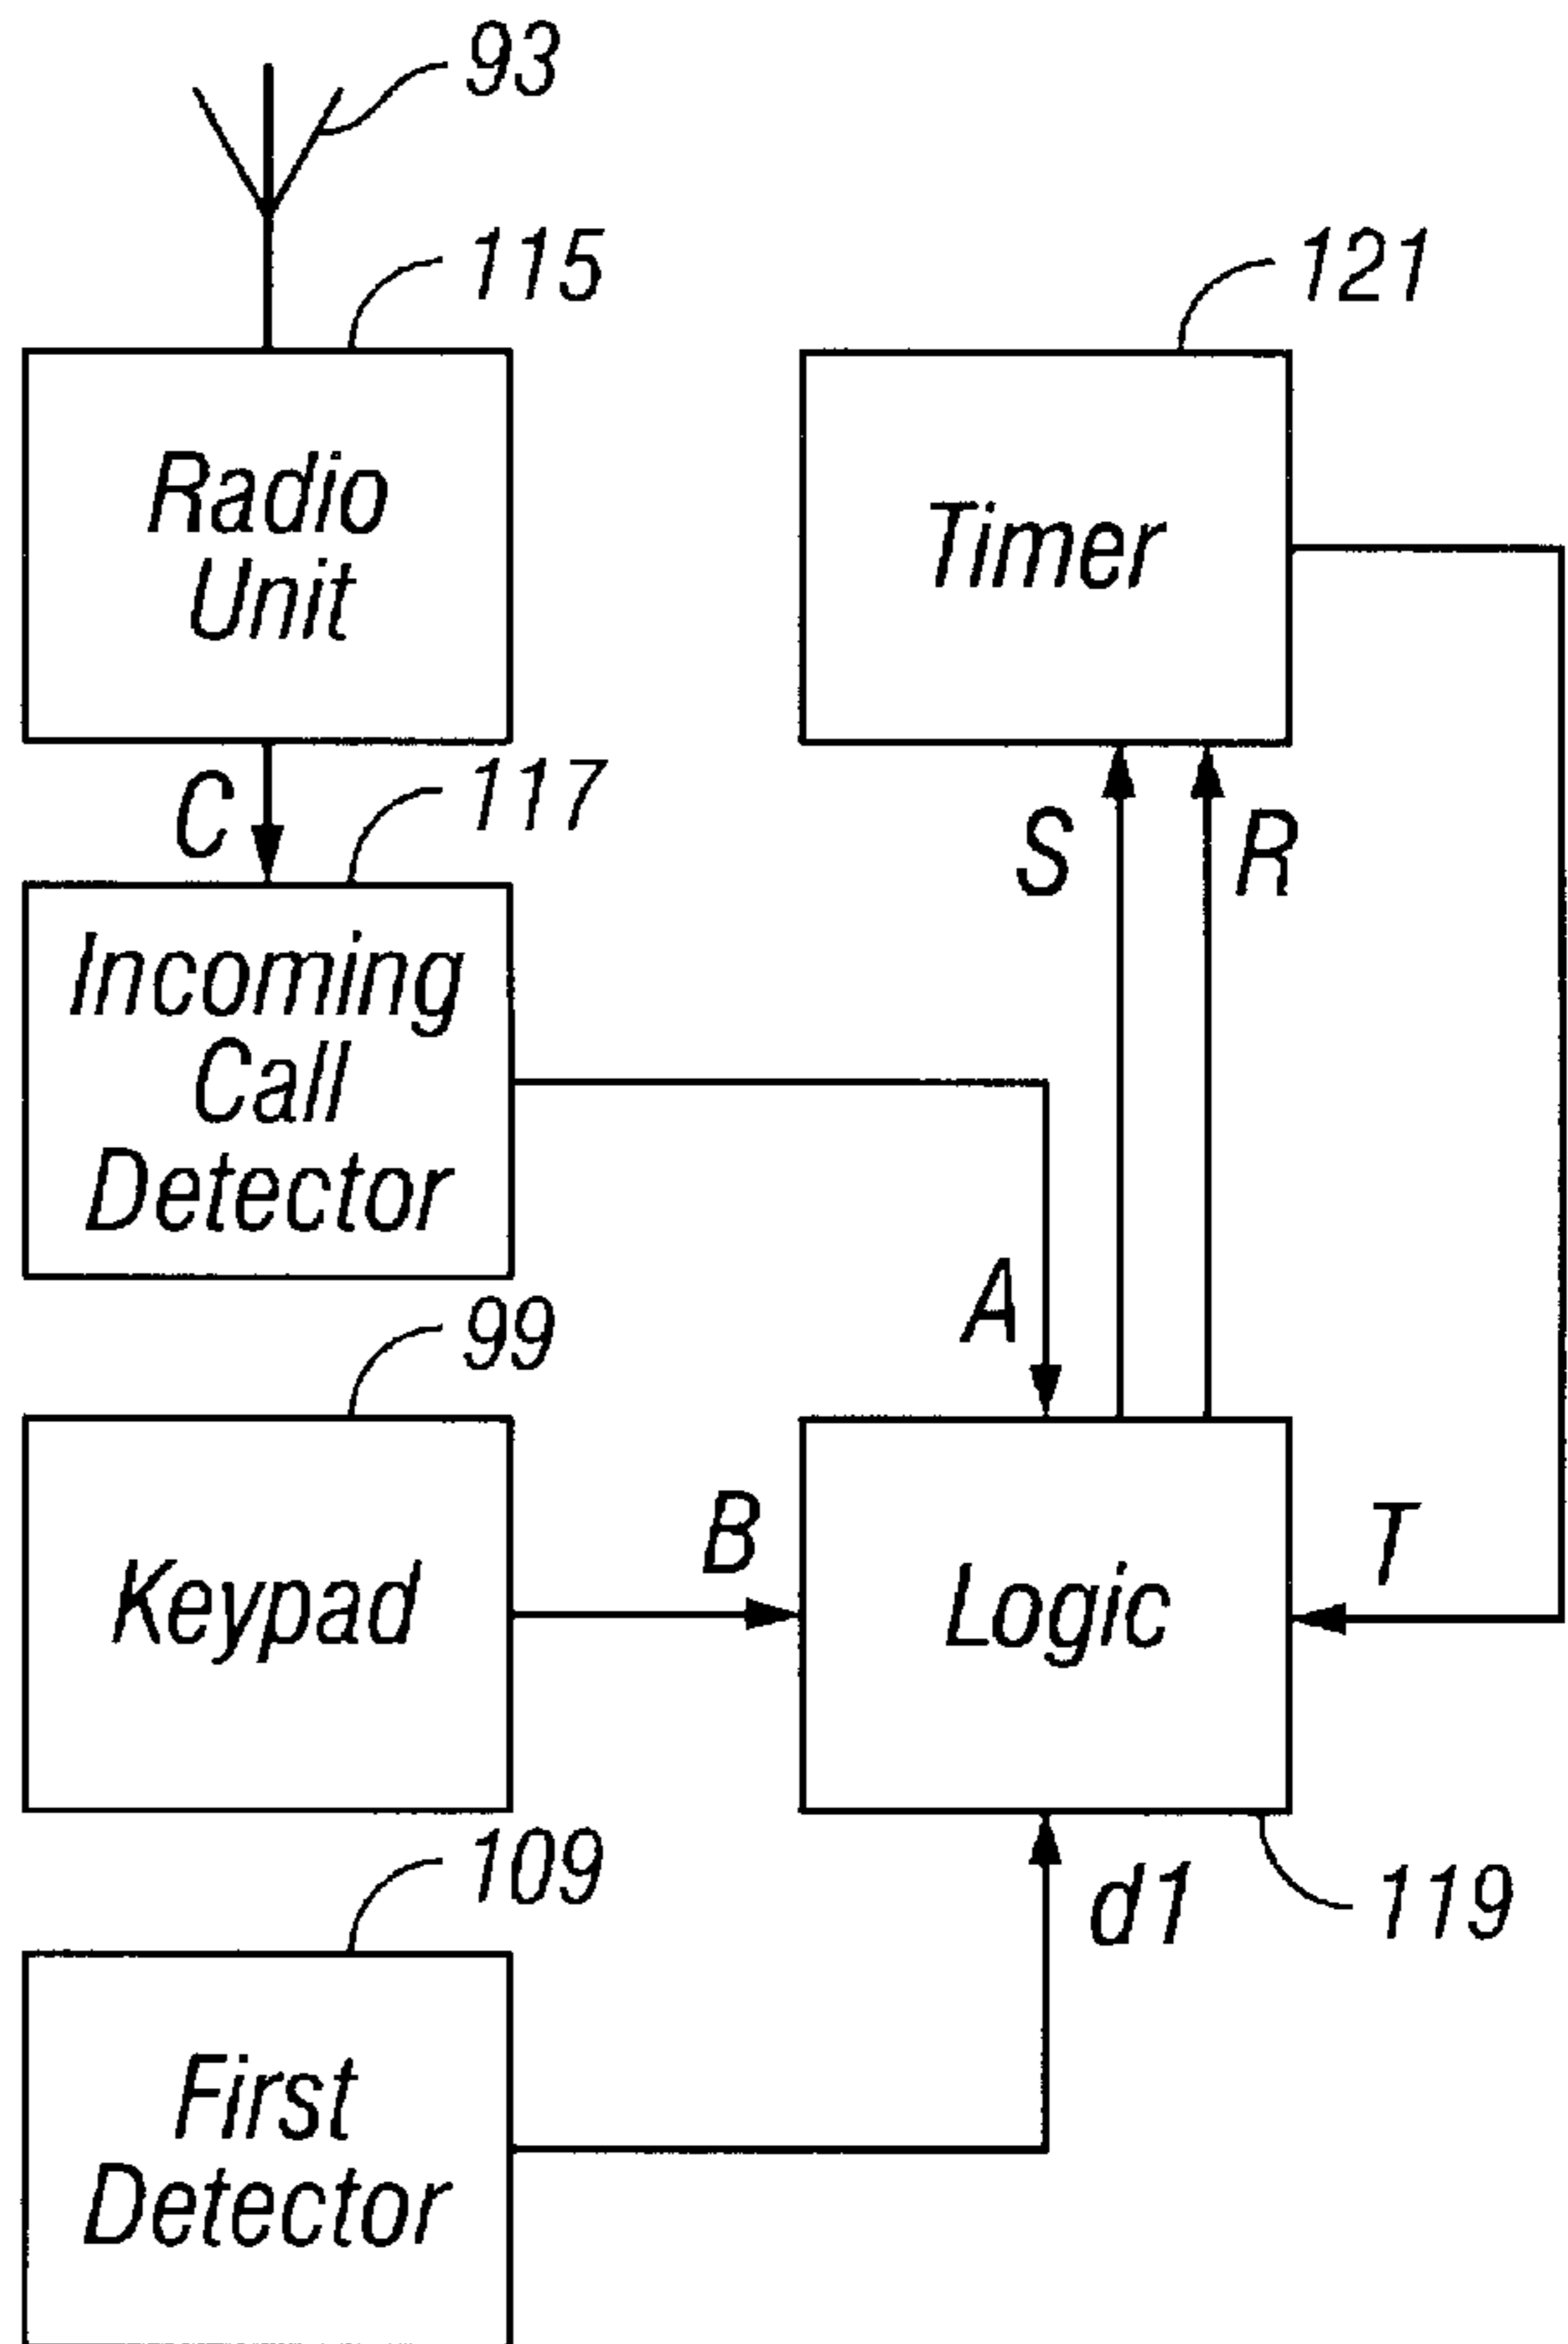 93
115
121
Radio
Unit
Timer
C
117
S
R
Incoming
Call
Detector
A
99
Keypad
B
Logic
T
109
d1
119
First
Detector